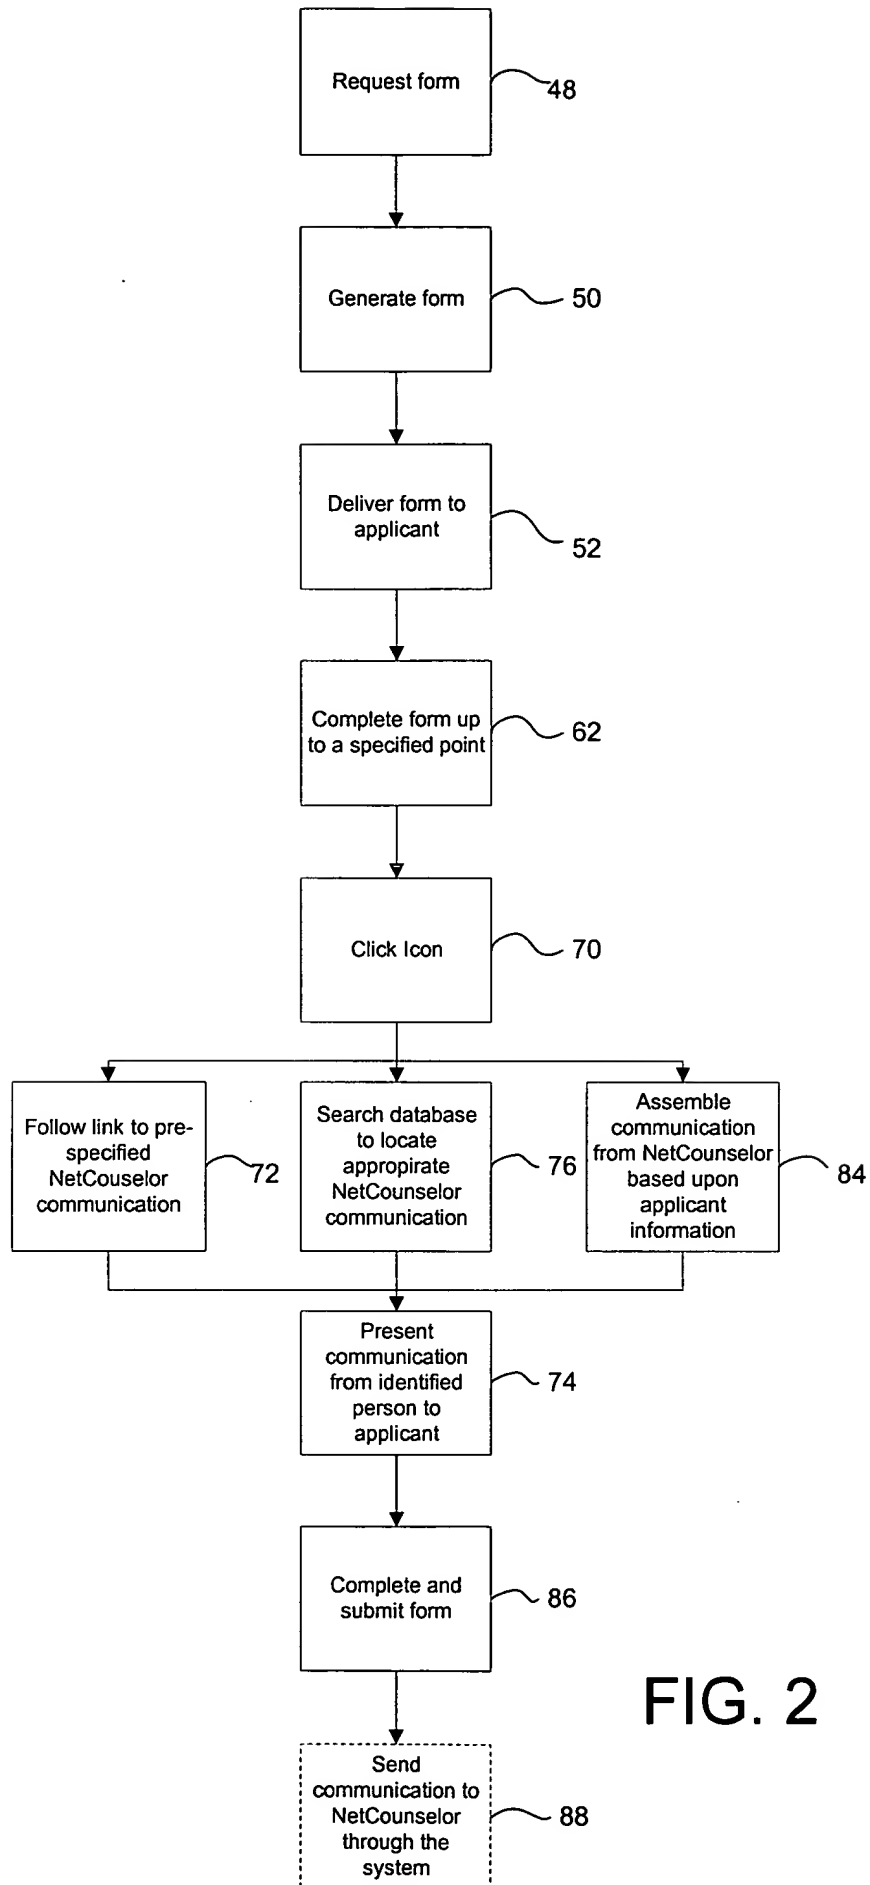 Request form
48
Generate form
50
Deliver form to
applicant
52
Complete form up
to a specified point
62
Click Icon
70
Follow link to pre-
specified
NetCouselor
communication
72
Search database
to locate
appropirate
NetCounselor
communication
76
Assemble
communication
from NetCounselor
based upon
applicant
information
84
Present
communication
from identified
person to
applicant
74
Complete and
submit form
86
FIG. 2
Send
communication to
NetCounselor
through the
system
88